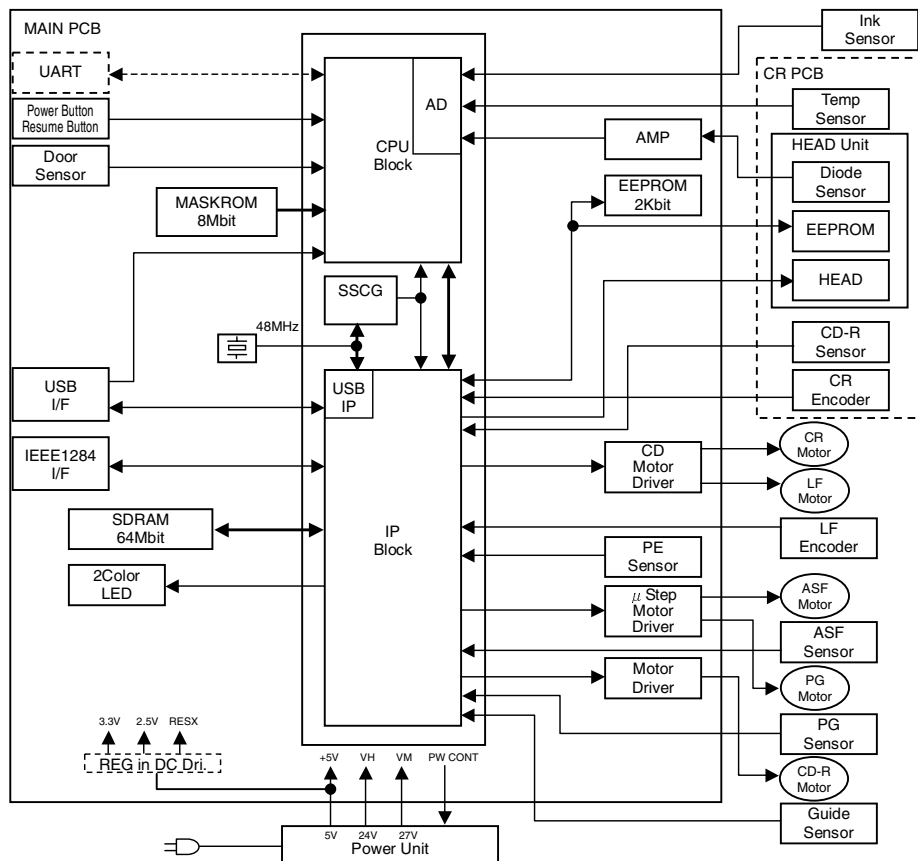 MAIN PCB
Ink
Sensor
UART
AD
CPU
Block
CR PCB
Temp
Sensor
Power Button
Resume Button
Door
Sensor
AMP
HEAD Unit
Diode
Sensor
MASKROM
8Mbit
EEPROM
2Kbit
EEPROM
HEAD
SSCG
48MHz
CD-R
Sensor
USB
I/F
USB
IP
CR
Encoder
IEEE1284
I/F
CD
Motor
Driver
CR
Motor
LF
Motor
SDRAM
64Mbit
IP
Block
LF
Encoder
PE
Sensor
2Color
LED
μ Step
Motor
Driver
ASF
Motor
ASF
Sensor
Motor
Driver
PG
Motor
PG
Sensor
3.3V 2.5V RESX
REG in DC Dri.
+5V VH VM PW CONT
CD-R
Motor
Guide
Sensor
5V 24V 27V
Power Unit